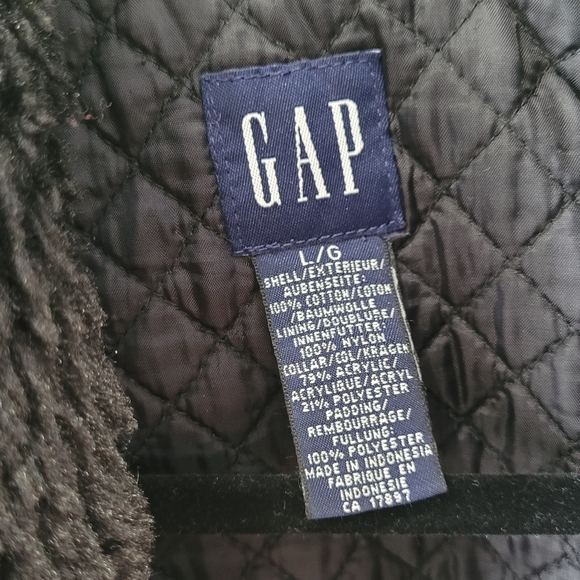 GAP
L/G
SHELL/EXTERIEUR/
AUBENSEITE:
100% COTTON/COTON
/BAUMWOLLE
LINING/DOUBLURE/
INNENFUTTER:
100% NYLON
COLLAR/COL/KRAGEN
79% ACRYLIC/
ACRYLIQUE/ACRYL
21% POLYESTER
PADDING/
REMBOURRAGE/
FULLUNG
100% POLYESTER
MADE IN INDONESIA
FABRIQUE EN
INDONESIE
CA 17897